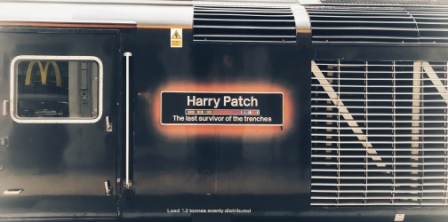 Harry Patch
The last survivor of the trenches
Load 1.5 tonnes evenly distributed